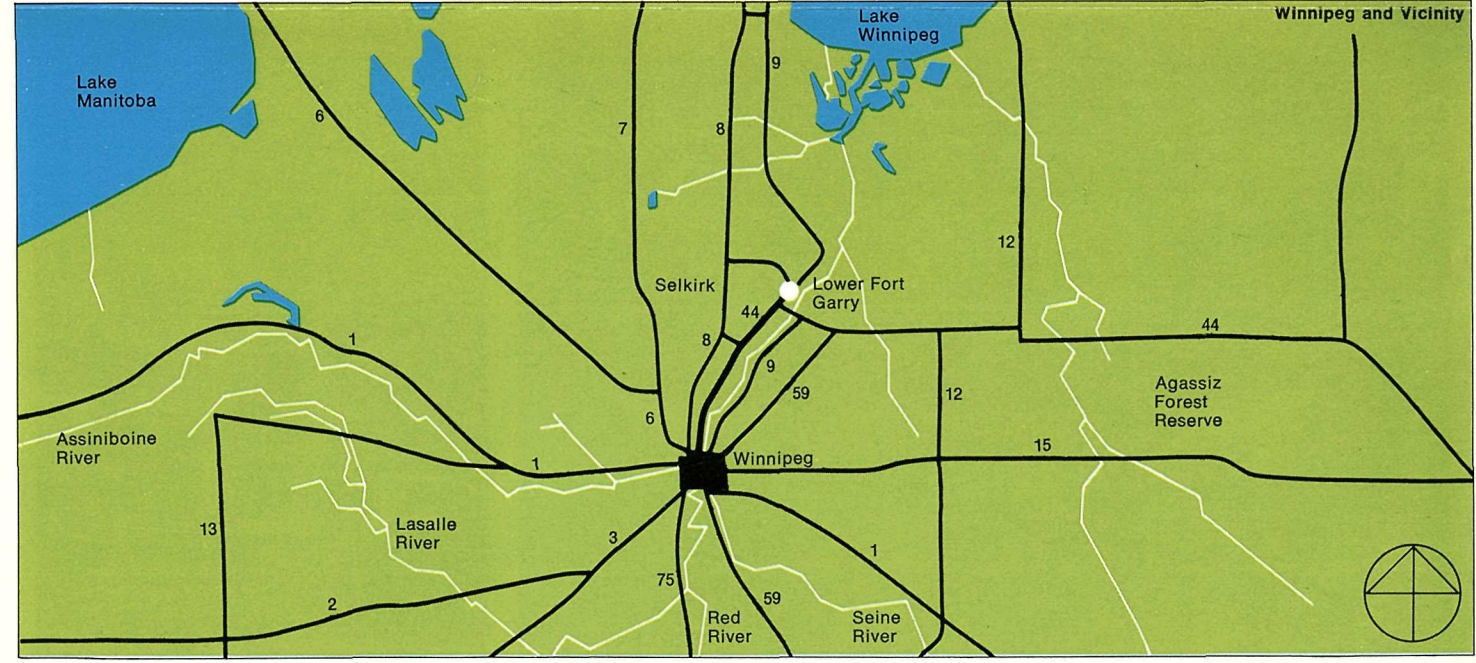 Winnipeg and Vicinity
Lake
Winnipeg
Lake
Manitoba
9
6
7
8
12
Selkirk
Lower Fort
Garry
44
44
1
8
9
59
12
6
Agassiz
Forest
Reserve
Assiniboine
River
15
1
Winnipeg
13
Lasalle
River
3
1
75
59
2
Red
River
Seine
River